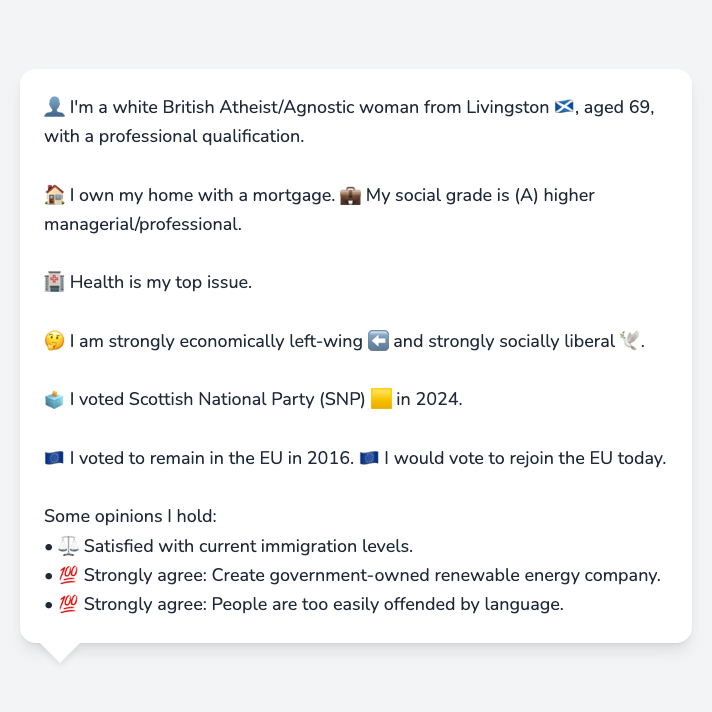 👤 I'm a white British Atheist/Agnostic woman from Livingston 🏴󠁧󠁢󠁳󠁣󠁴󠁿, aged 69,
with a professional qualification.
🏠 I own my home with a mortgage. 💼 My social grade is (A) higher
managerial/professional.
🏥 Health is my top issue.
🤔 I am strongly economically left-wing ⬅️ and strongly socially liberal 🕊️.
🗳️ I voted Scottish National Party (SNP) 🟨 in 2024.
🇪🇺 I voted to remain in the EU in 2016. 🇪🇺 I would vote to rejoin the EU today.
Some opinions I hold:
• ⚖️ Satisfied with current immigration levels.
• 💯 Strongly agree: Create government-owned renewable energy company.
• 💯 Strongly agree: People are too easily offended by language.